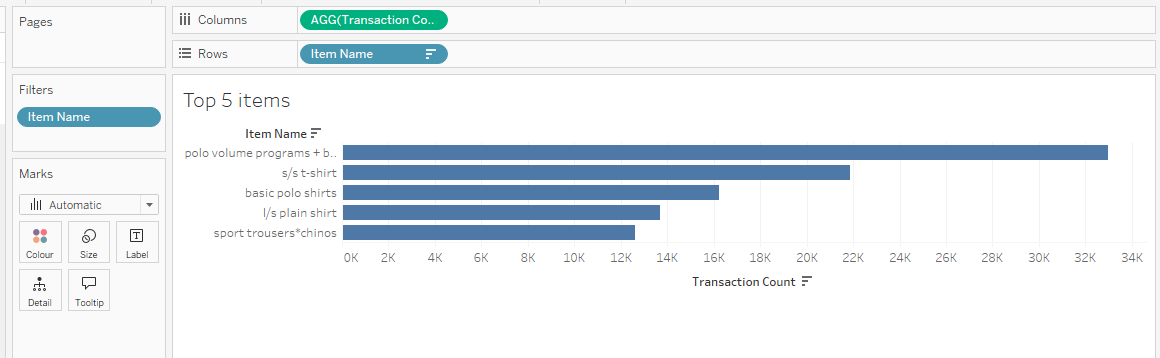 Pages
Columns
AGG(Transaction Co..
Rows
Item Name
Filters
Item Name
Marks
Automatic
Colour
Size
Label
Detail
Tooltip
Top 5 items
Item Name
polo volume programs + b..
s/s t-shirt
basic polo shirts
l/s plain shirt
sport trousers*chinos
0K 2K 4K 6K 8K 10K 12K 14K 16K 18K 20K 22K 24K 26K 28K 30K 32K 34K
Transaction Count